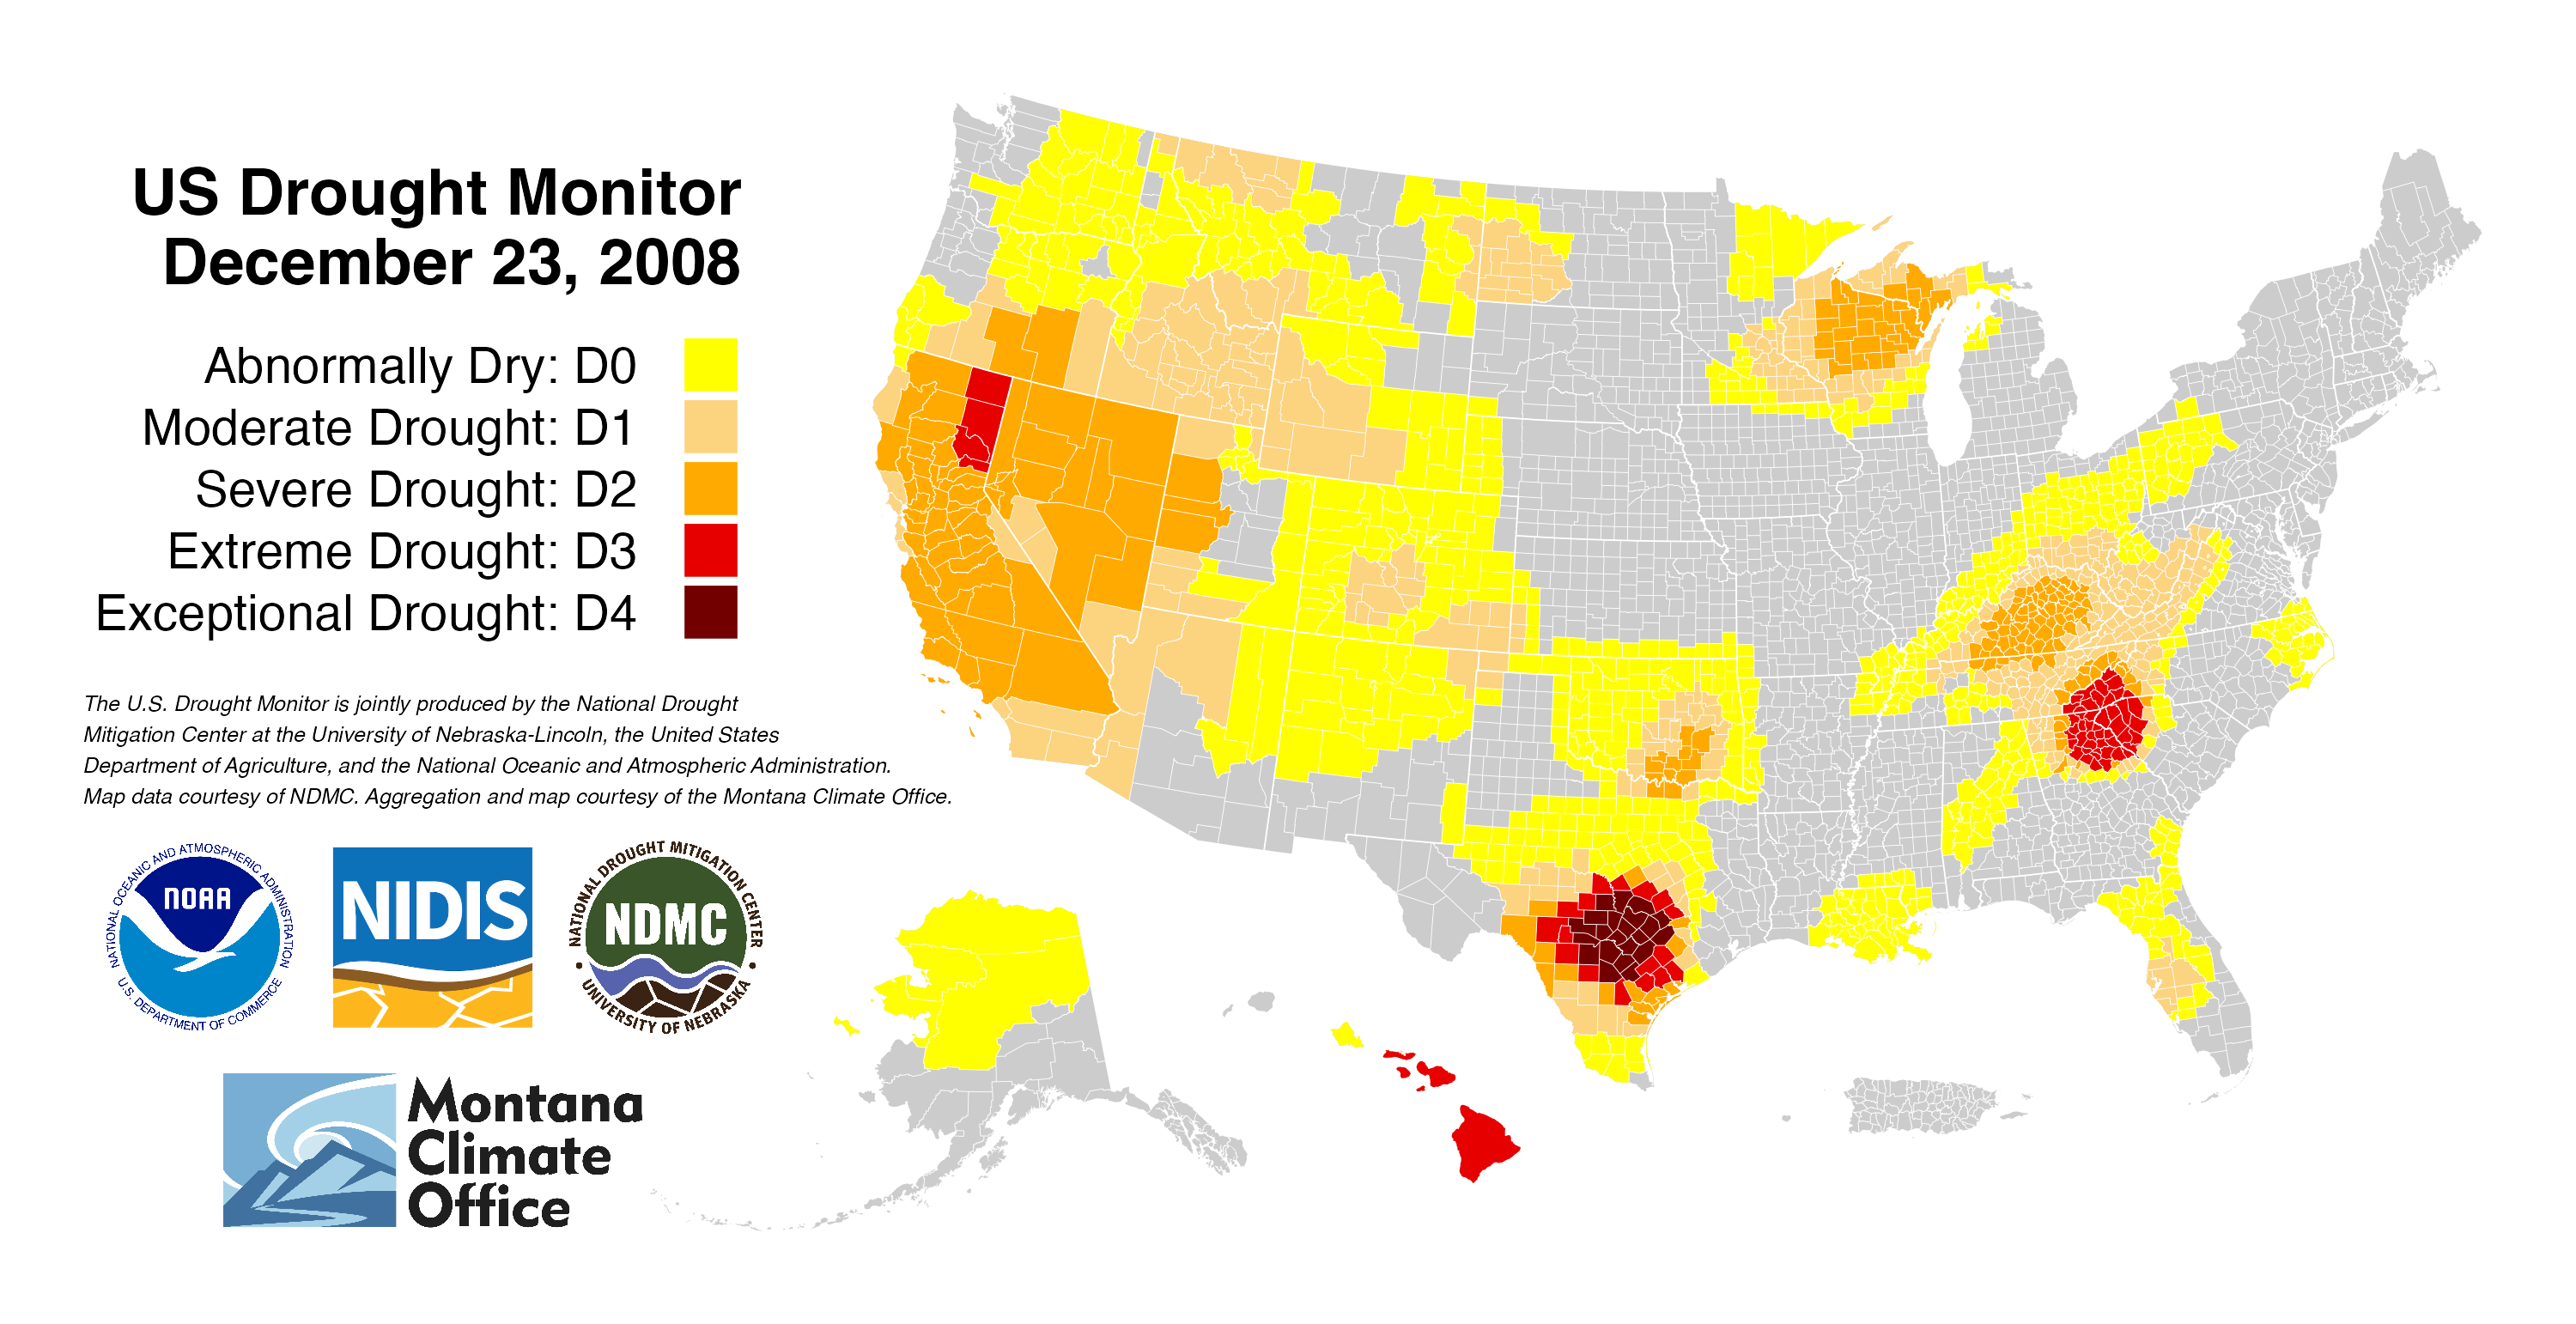 US Drought Monitor
December 23, 2008
Abnormally Dry: D0
Moderate Drought: D1
Severe Drought: D2
Extreme Drought: D3
Exceptional Drought: D4
The U.S. Drought Monitor is jointly produced by the National Drought
Mitigation Center at the University of Nebraska-Lincoln, the United States
Department of Agriculture, and the National Oceanic and Atmospheric Administration.
Map data courtesy of NDMC. Aggregation and map courtesy of the Montana Climate Office.
NATIONAL OCEANIC AND ATMOSPHERIC ADMINISTRATION
NOAA
U.S. DEPARTMENT OF COMMERCE
NIDIS
NATIONAL DROUGHT MITIGATION CENTER
NDMC
UNIVERSITY OF NEBRASKA
Montana
Climate
Office